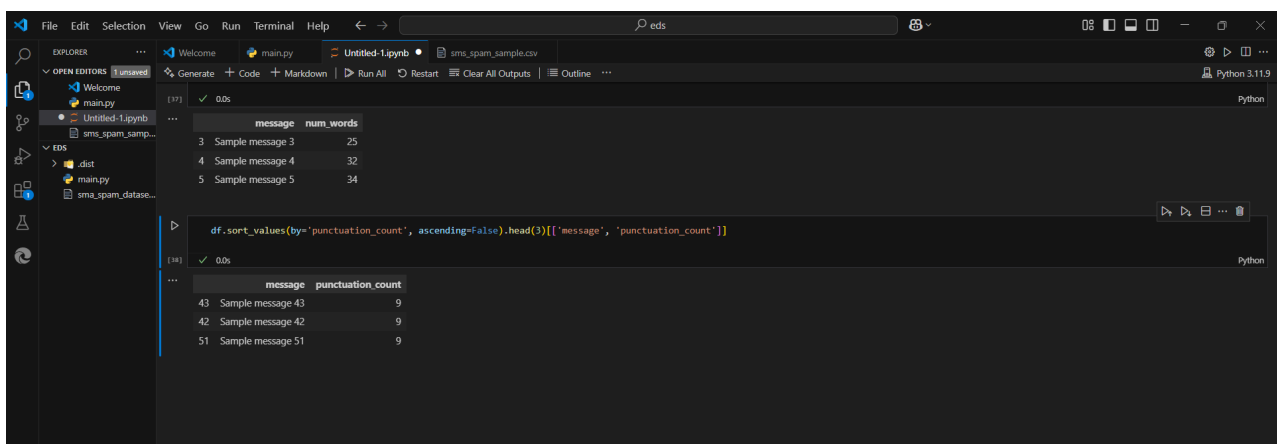 File Edit Selection View Go Run Terminal Help ← → eds
EXPLORER ···
Welcome main.py Untitled-1.ipynb ● sms_spam_sample.csv
OPEN EDITORS 1 unsaved
Generate + Code + Markdown | Run All Restart Clear All Outputs | Outline ··· Python 3.11.9
Welcome
main.py
● Untitled-1.ipynb
sms_spam_samp...
EDS
.dist
main.py
sma_spam_datase...
1
1
[37] ✓ 0.0s Python
···
message num_words
3 Sample message 3 25
4 Sample message 4 32
5 Sample message 5 34
df.sort_values(by='punctuation_count', ascending=False).head(3)[['message', 'punctuation_count']]
[38] ✓ 0.0s Python
···
message punctuation_count
43 Sample message 43 9
42 Sample message 42 9
51 Sample message 51 9